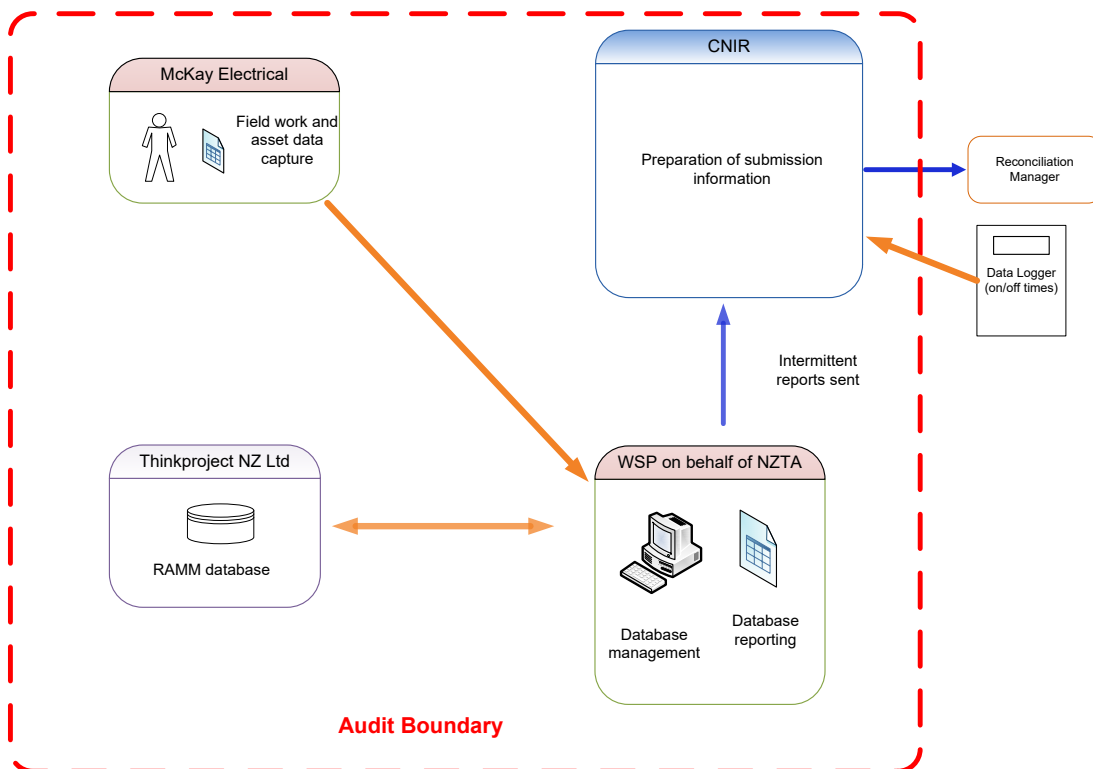 CNIR
McKay Electrical
Field work and
asset data
capture
Preparation of submission
information
Reconciliation
Manager
Data Logger
(on/off times)
Intermittent
reports sent
Thinkproject NZ Ltd
WSP on behalf of NZTA
RAMM database
Database
management
Database
reporting
Audit Boundary